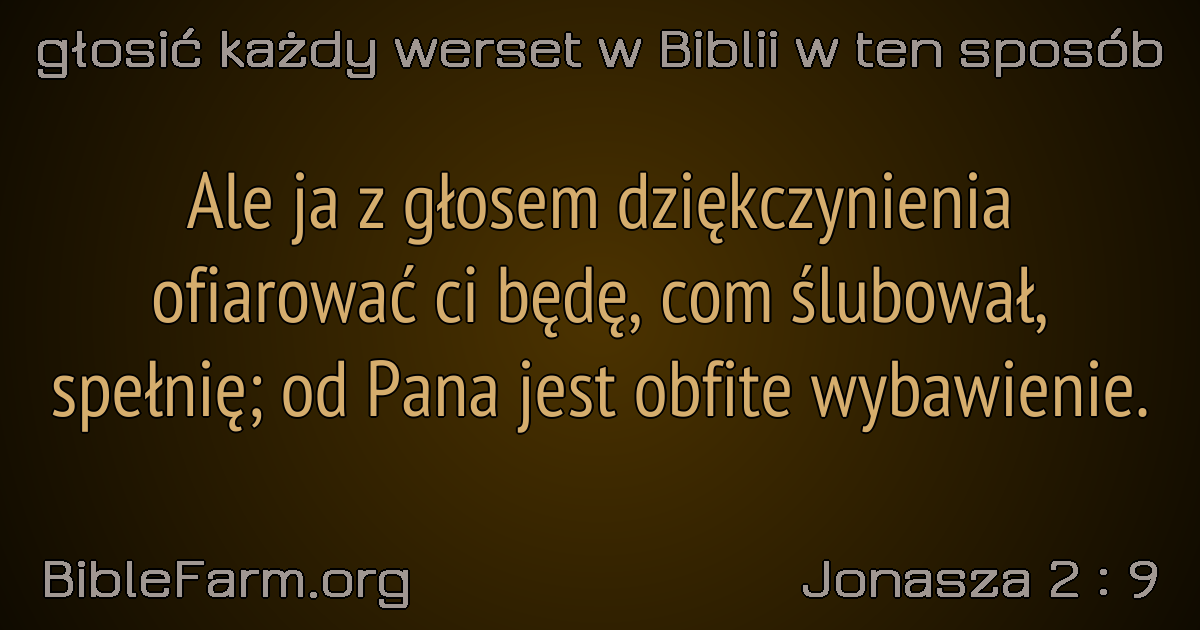 głosić każdy werset w Biblii w ten sposób
Ale ja z głosem dziękczynienia
ofiarować ci będę, com ślubował,
spełnię; od Pana jest obfite wybawienie.
BibleFarm.org
Jonasza 2 : 9